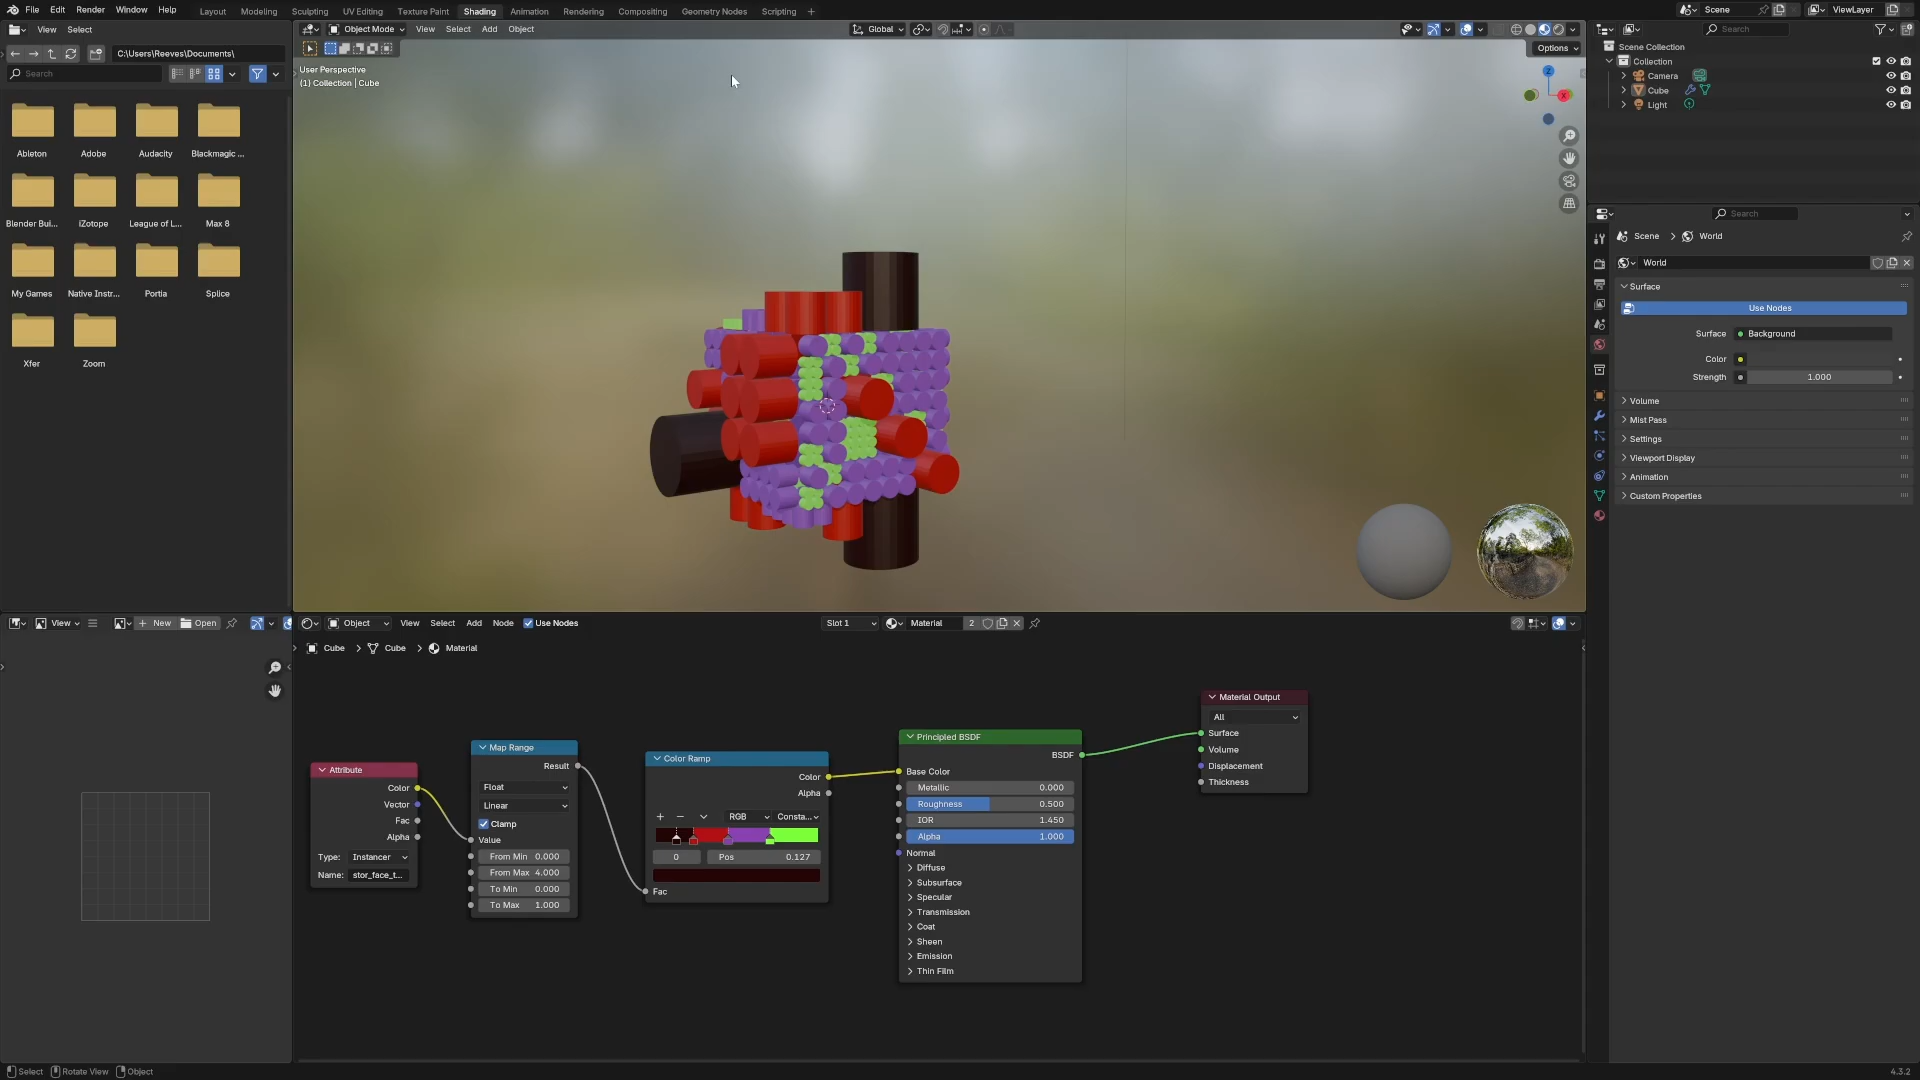 File Edit Render Window Help Layout Modeling Sculpting UV Editing Texture Paint Shading Animation Rendering Compositing Geometry Nodes Scripting + Scene ViewLayer
View Select Object Mode View Select Add Object Global Search
C:\Users\Reeves\Documents\ Options Scene Collection
Search Collection
User Perspective Camera
(1) Collection | Cube Cube
Light
Ableton Adobe Audacity Blackmagic ...
Blender Bui... iZotope League of L... Max 8
My Games Native Instr... Portia Splice
Xfer Zoom
Search
Scene > World
World
Surface
Use Nodes
Surface Background
Color
Strength 1.000
Volume
Mist Pass
Settings
Viewport Display
Animation
Custom Properties
X
Z
View New Open Object View Select Add Node Use Nodes Slot 1 Material 2
Cube > Cube > Material
Attribute
Color
Vector
Fac
Alpha
Type: Instancer
Name: stor_face_t...
Map Range
Result
Float
Linear
Clamp
Value
From Min 0.000
From Max 4.000
To Min 0.000
To Max 1.000
Color Ramp
Color
Alpha
RGB Consta...
0 Pos 0.127
Fac
Principled BSDF
BSDF
Base Color
Metallic 0.000
Roughness 0.500
IOR 1.450
Alpha 1.000
Normal
Diffuse
Subsurface
Specular
Transmission
Coat
Sheen
Emission
Thin Film
Material Output
All
Surface
Volume
Displacement
Thickness
Select Rotate View Object 4.3.2